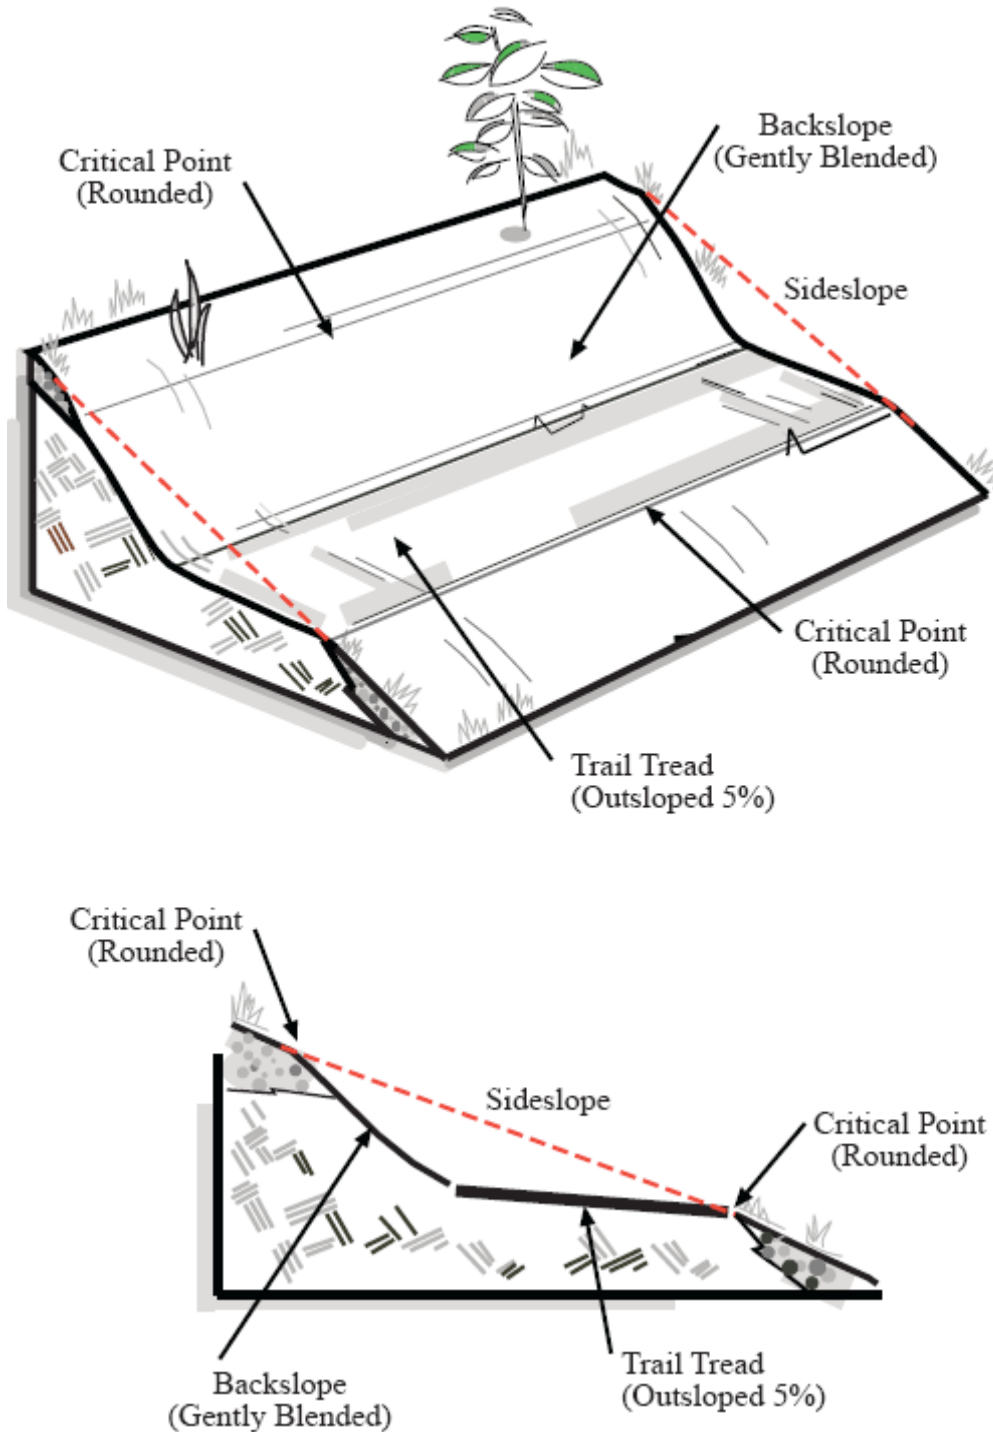 Backslope
(Gently Blended)
Critical Point
(Rounded)
Sideslope
Critical Point
(Rounded)
Trail Tread
(Outsloped 5%)
Critical Point
(Rounded)
Sideslope
Critical Point
(Rounded)
Trail Tread
(Outsloped 5%)
Backslope
(Gently Blended)